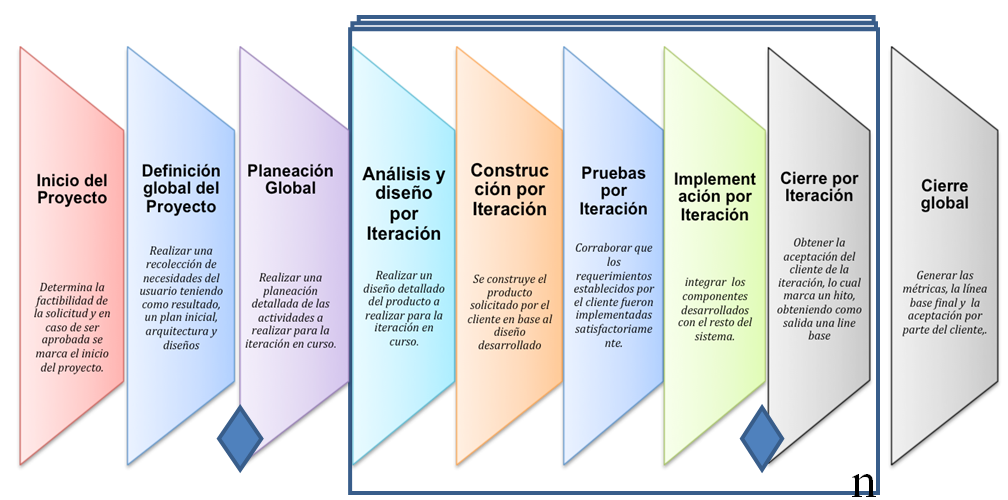 Inicio del
Proyecto
Determina la
factibilidad de
la solicitud y en
caso de ser
aprobada se
marca el inicio
del proyecto.
Definición
global del
Proyecto
Realizar una
recolección de
necesidades del
usuario teniendo
como resultado,
un plan inicial,
arquitectura y
diseños
Planeación
Global
Realizar una
planeación
detallada de las
actividades a
realizar para la
iteración en curso.
Análisis y
diseño
por
Iteración
Realizar un
diseño detallado
del producto a
realizar para la
iteración en
curso.
Construc
ción por
Iteración
Se construye el
producto
solicitado por el
cliente en base al
diseño
desarrollado
Pruebas
por
Iteración
Corraborar que
los
requerimientos
establecidos por
el cliente fueron
implementadas
satisfactoriame
nte.
Implement
ación por
Iteración
integrar los
componentes
desarrollados
con el resto del
sistema.
Cierre por
Iteración
Obtener la
aceptación del
cliente de la
iteración, lo cual
marca un hito,
obteniendo como
salida una line
base
Cierre
global
Generar las
métricas, la línea
base final y la
aceptación por
parte del cliente,.
n